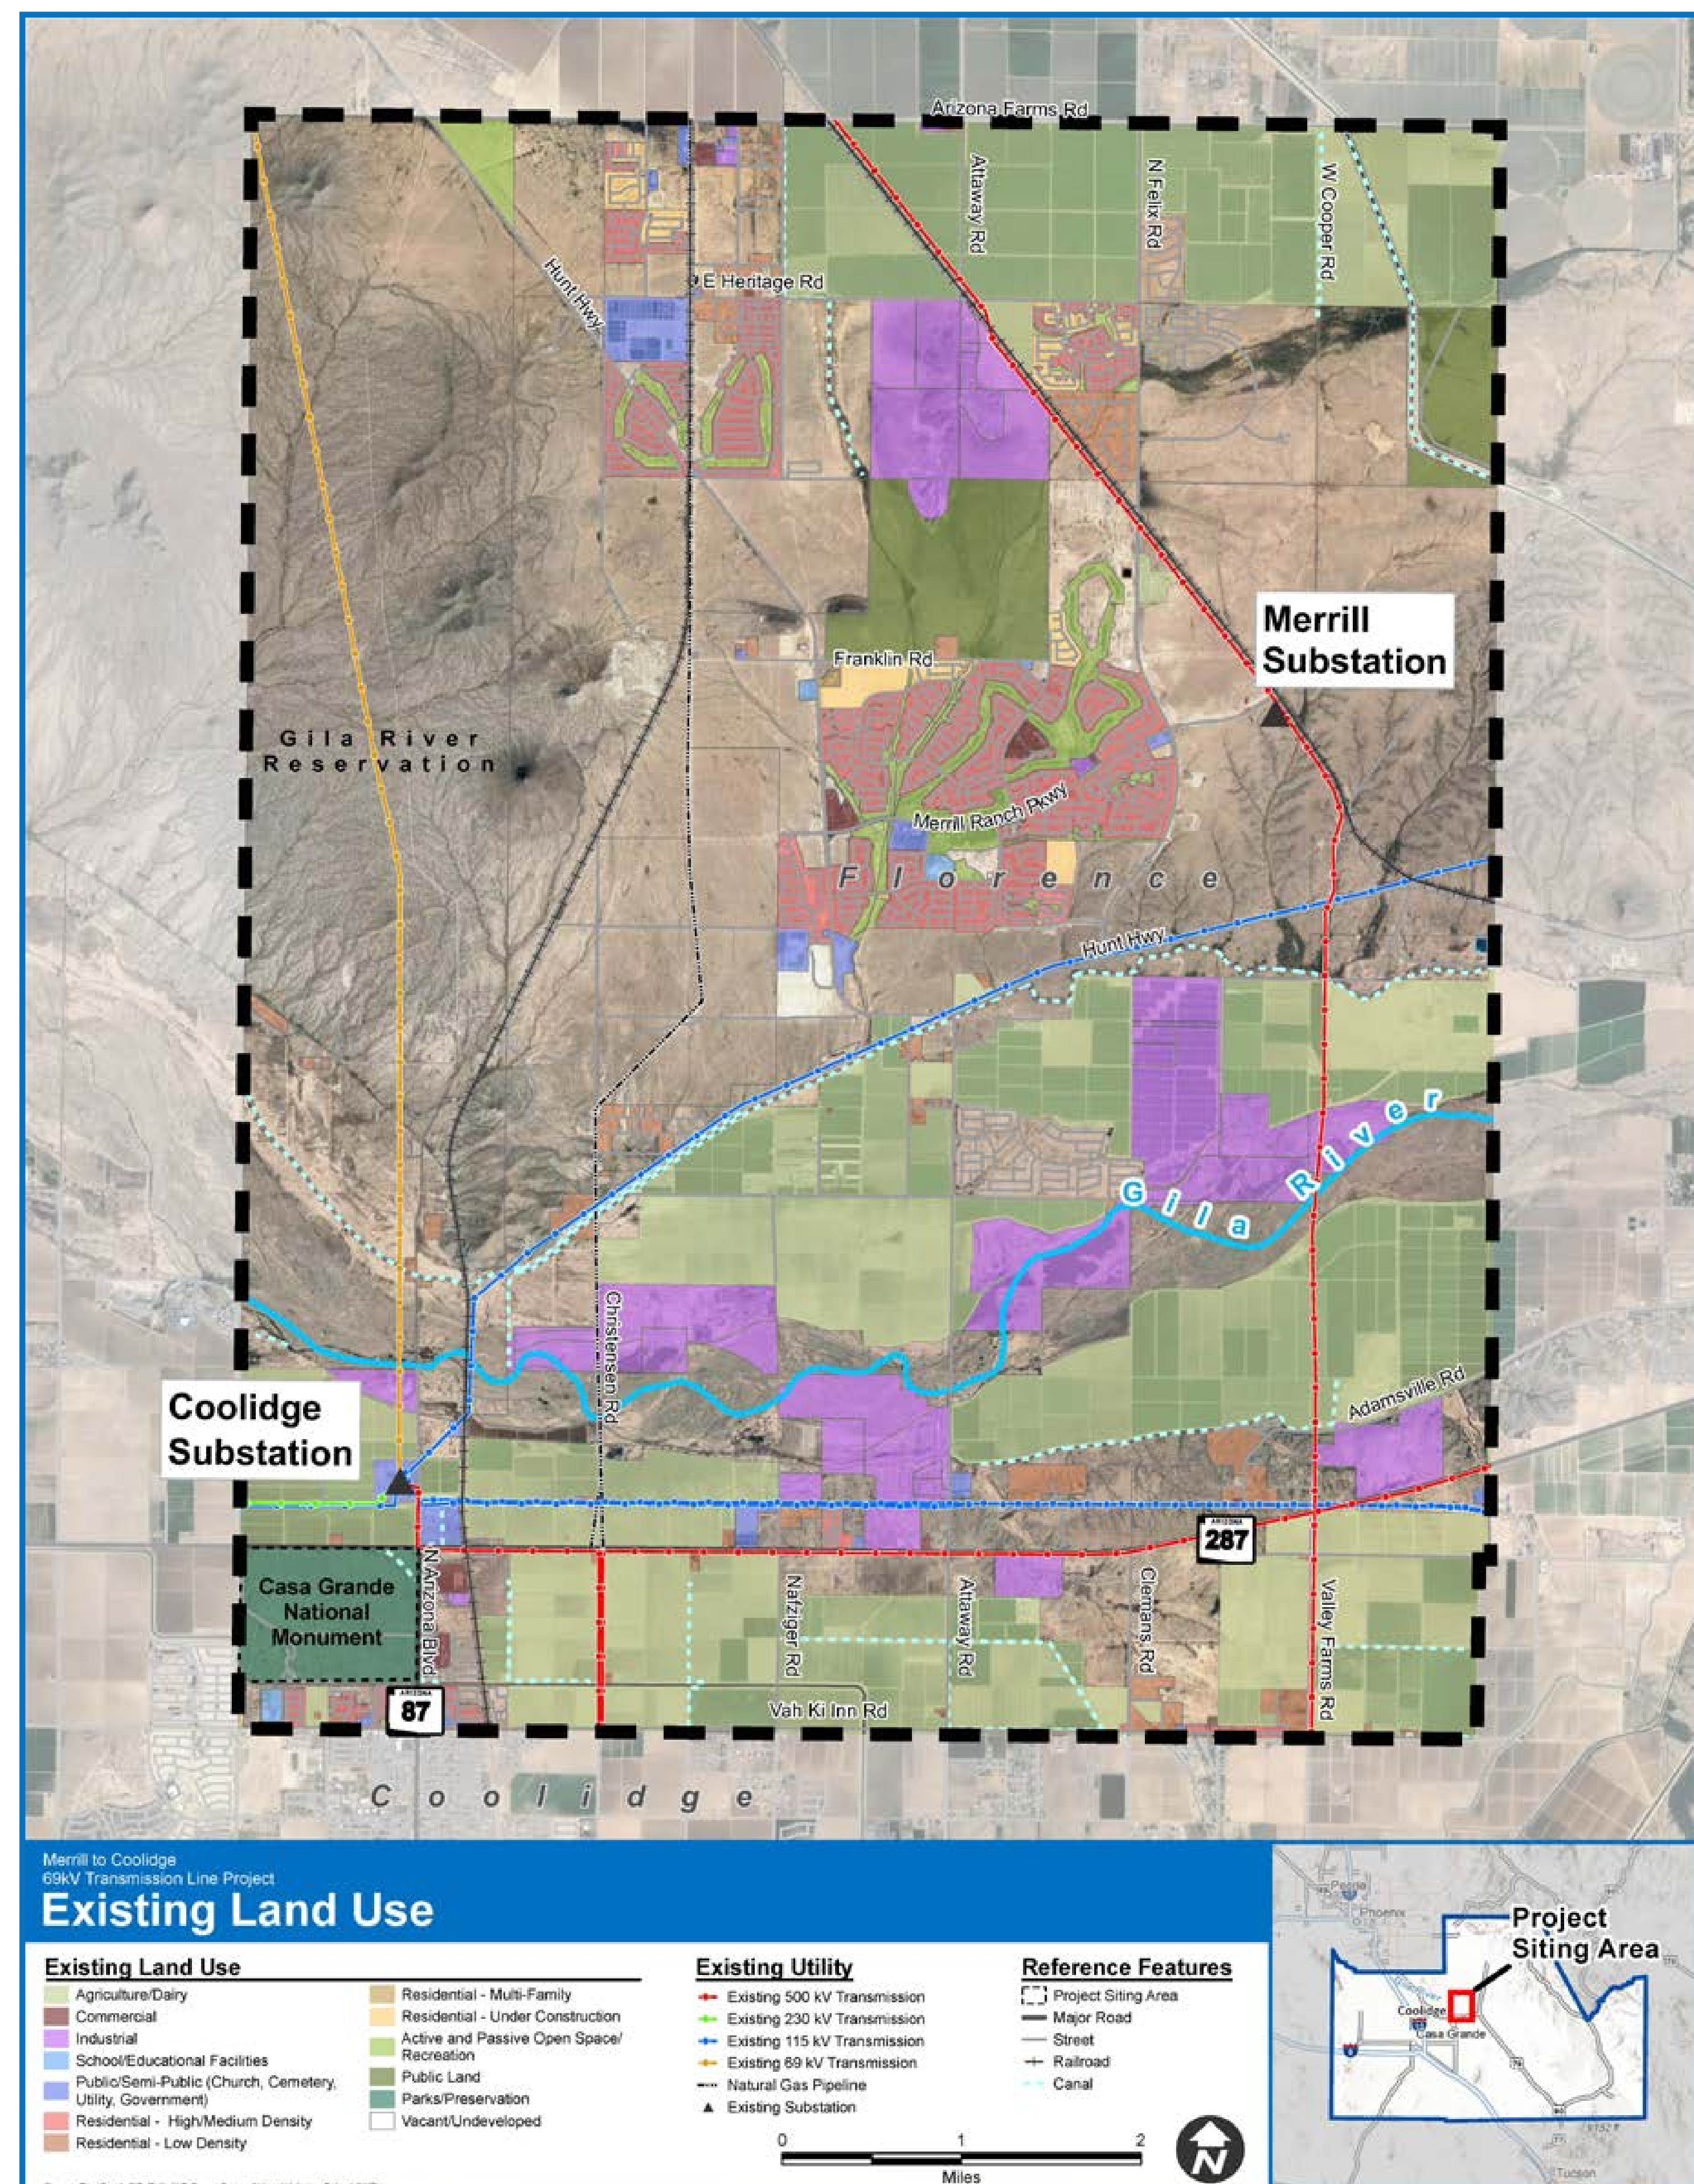 Arizona Farms Rd
Attaway Rd
N Felix Rd
W Cooper Rd
Hunt Hwy
E Heritage Rd
Merrill
Substation
Franklin Rd
Gila River
Reservation
Merrill Ranch Pkwy
Florence
Hunt Hwy
Gila River
Christensen Rd
Coolidge
Substation
Adamsville Rd
ARIZONA
287
Casa Grande
National
Monument
N Arizona Blvd
Nafziger Rd
Attaway Rd
Clemans Rd
Valley Farms Rd
ARIZONA
87
Vah Ki Inn Rd
Coolidge
Merrill to Coolidge
69kV Transmission Line Project
Existing Land Use
Existing Land Use
Agriculture/Dairy
Commercial
Industrial
School/Educational Facilities
Public/Semi-Public (Church, Cemetery,
Utility, Government)
Residential - High/Medium Density
Residential - Low Density
Residential - Multi-Family
Residential - Under Construction
Active and Passive Open Space/
Recreation
Public Land
Parks/Preservation
Vacant/Undeveloped
Existing Utility
Existing 500 kV Transmission
Existing 230 kV Transmission
Existing 115 kV Transmission
Existing 69 kV Transmission
Natural Gas Pipeline
Existing Substation
Reference Features
Project Siting Area
Major Road
Street
Railroad
Canal
0 1 2
Miles
N
Project
Siting Area
Peoria
Phoenix
Coolidge
Casa Grande
Tucson